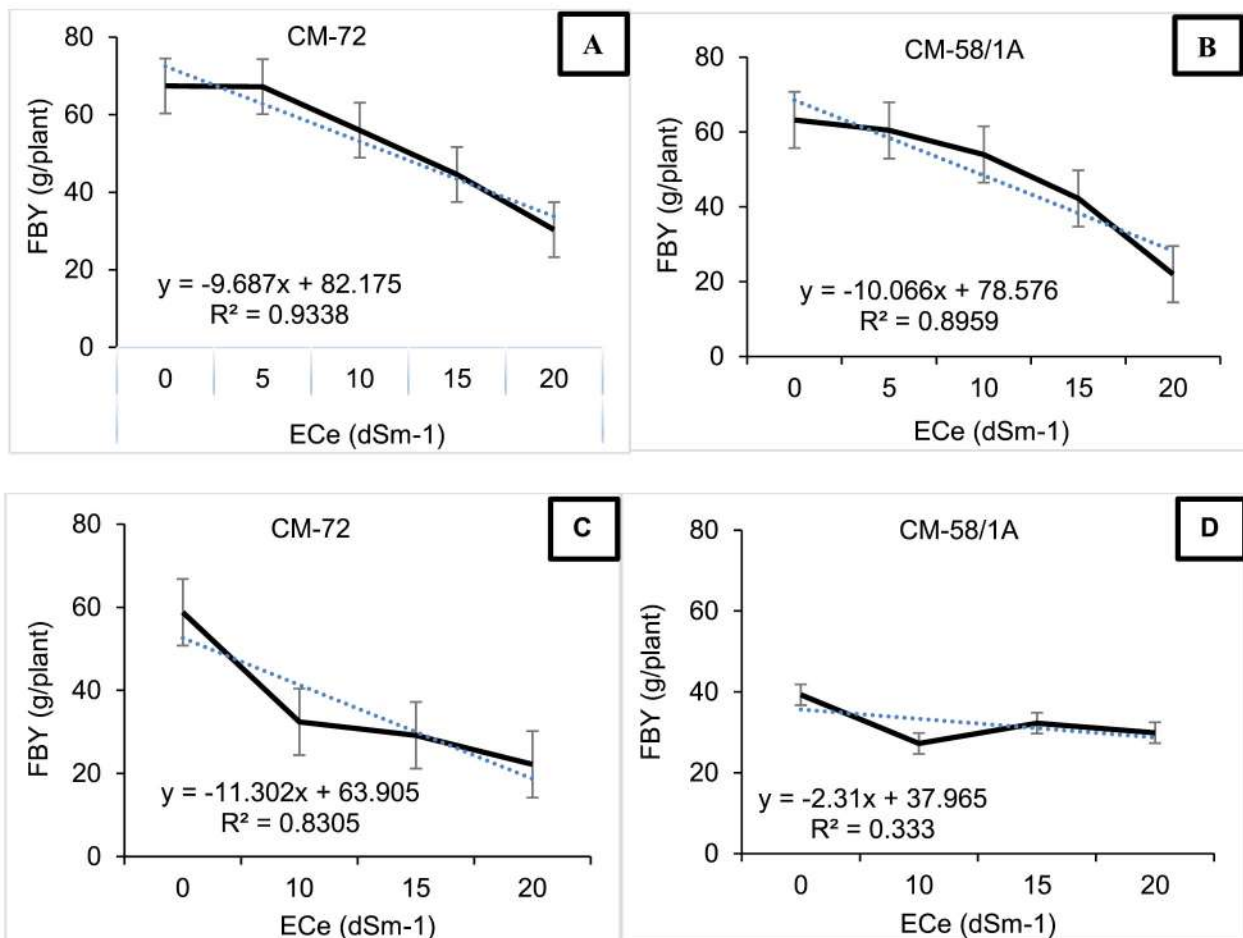 CM-72
A
80
60
40
20
0
FBY (g/plant)
y = -9.687x + 82.175
R² = 0.9338
0 5 10 15 20
ECe (dSm-1)
CM-58/1A
B
80
60
40
20
0
FBY (g/plant)
y = -10.066x + 78.576
R² = 0.8959
0 5 10 15 20
ECe (dSm-1)
CM-72
C
80
60
40
20
0
FBY (g/plant)
y = -11.302x + 63.905
R² = 0.8305
0 10 15 20
ECe (dSm-1)
CM-58/1A
D
80
60
40
20
0
FBY (g/plant)
y = -2.31x + 37.965
R² = 0.333
0 10 15 20
ECe (dSm-1)